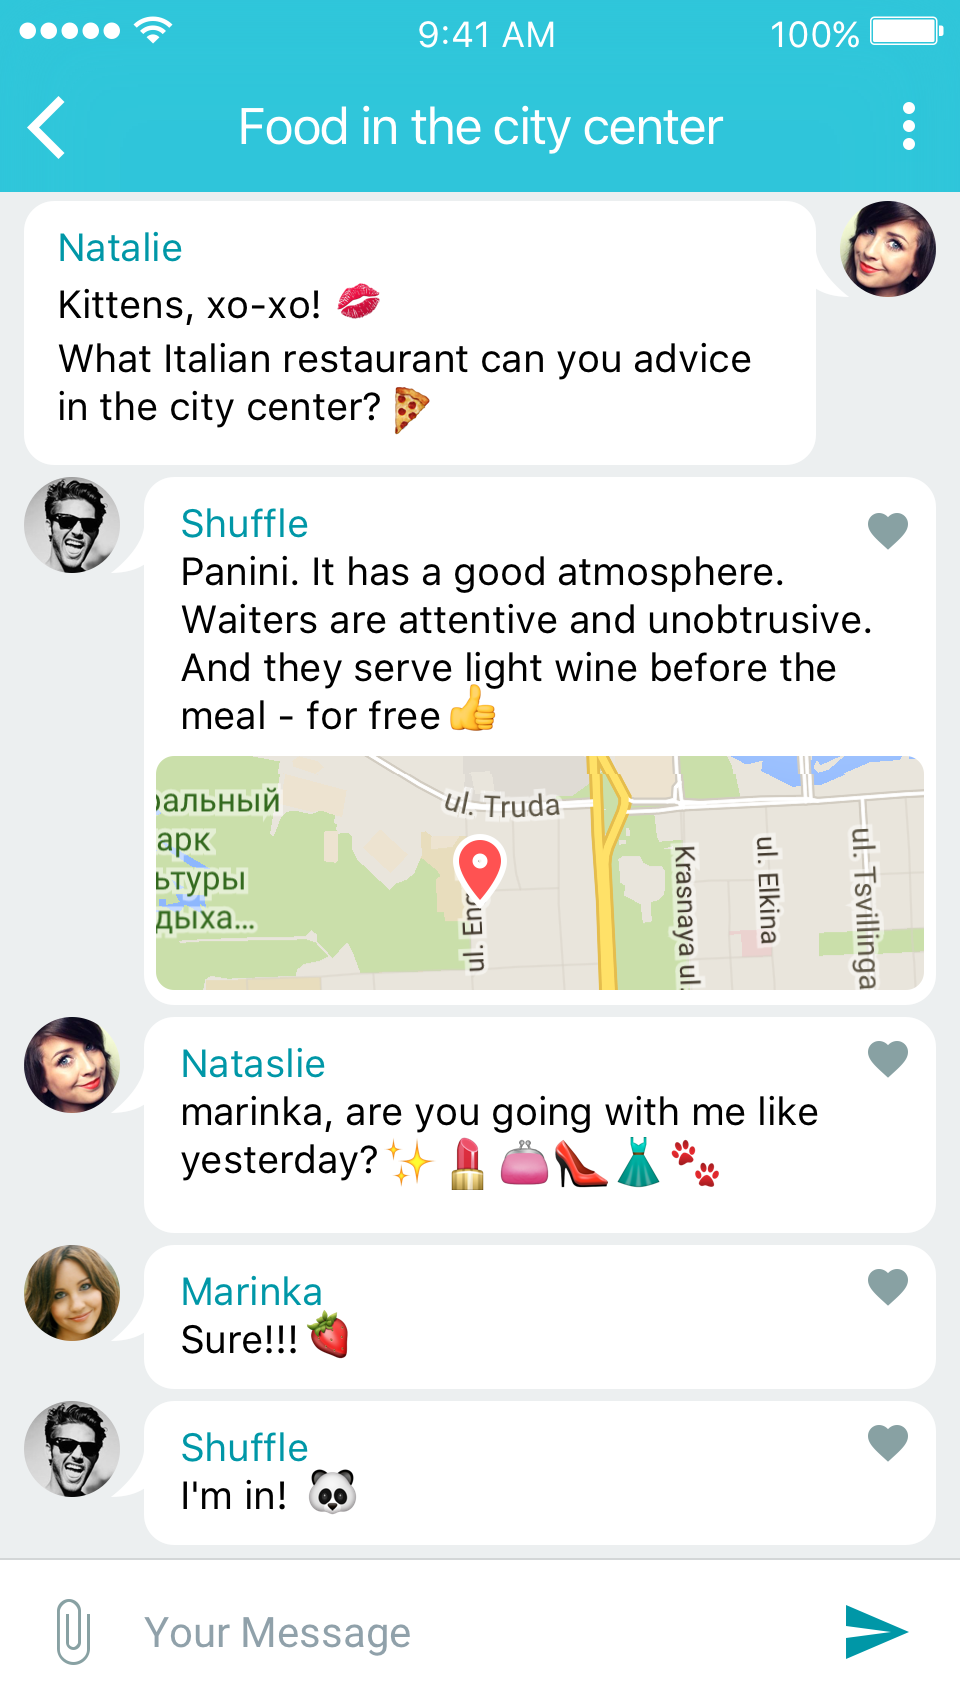 9:41 AM 100%
Food in the city center
Natalie
Kittens, xo-xo! 💋
What Italian restaurant can you advice
in the city center? 🍕
Shuffle
Panini. It has a good atmosphere.
Waiters are attentive and unobtrusive.
And they serve light wine before the
meal - for free 👍
ральный
арк
ьтуры
дыха...
ul. Truda
ul. Eng
Krasnaya ul.
ul. Elkina
ul. Tsvillinga
Nataslie
marinka, are you going with me like
yesterday? ✨ 💄 👛 👠 👗 🐾
Marinka
Sure!!! 🍓
Shuffle
I'm in! 🐼
Your Message